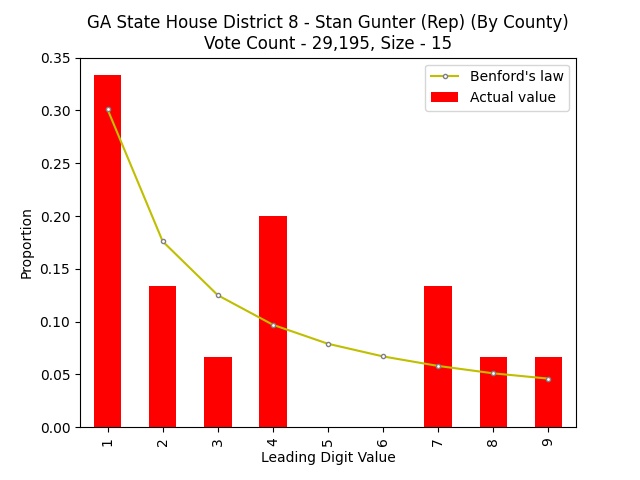 GA State House District 8 - Stan Gunter (Rep) (By County)
Vote Count - 29,195, Size - 15
Benford's law
Actual value
0.35
0.30
0.25
0.20
0.15
0.10
0.05
0.00
Proportion
1 2 3 4 5 6 7 8 9
Leading Digit Value